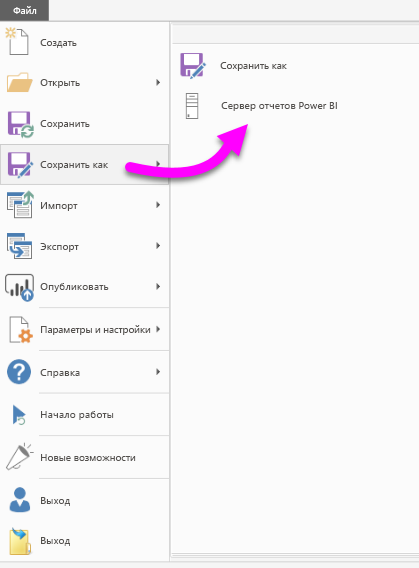 Файл
Создать
Открыть
Сохранить
Сохранить как
Импорт
Экспорт
Опубликовать
Параметры и настройки
Справка
Начало работы
Новые возможности
Выход
Выход
Сохранить как
Сервер отчетов Power BI